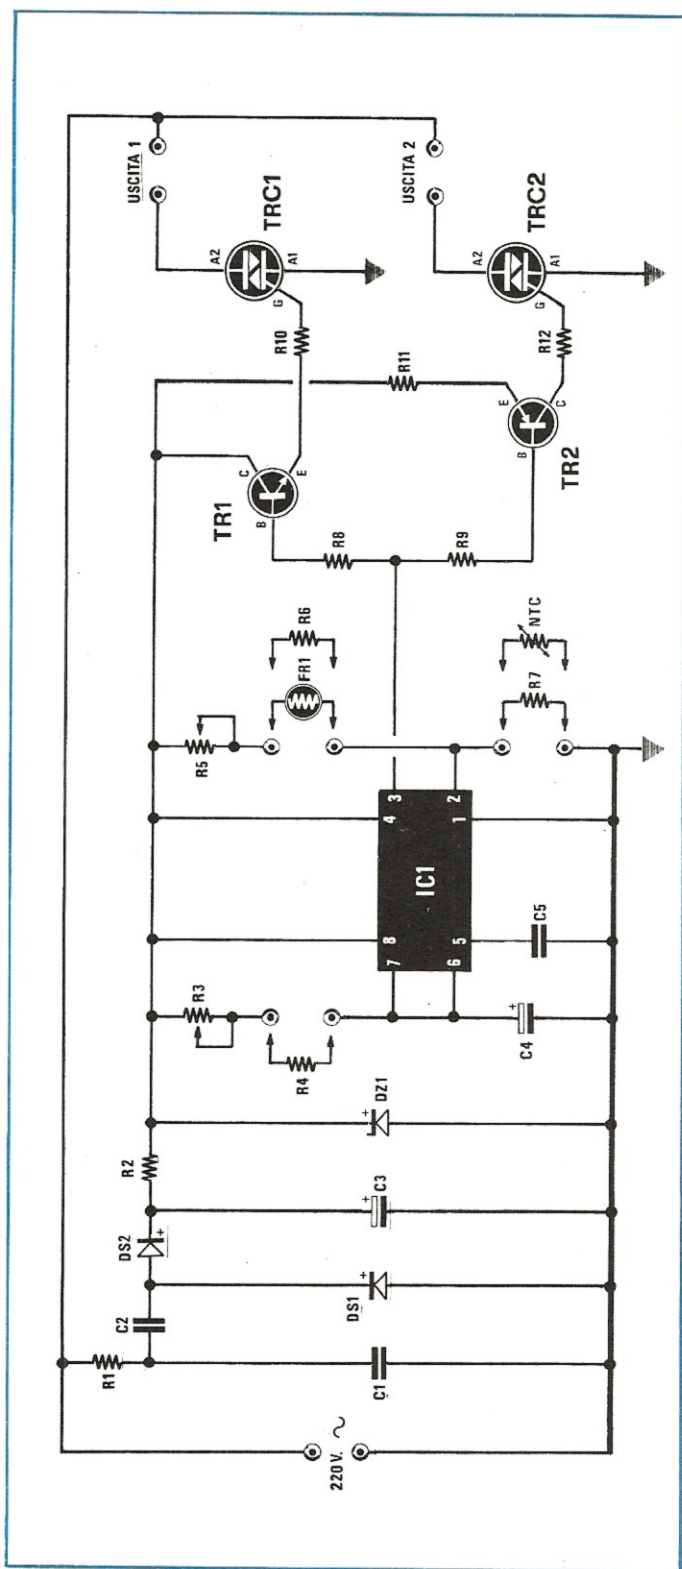 220 V.
R1
C1
C2
DS1
DS2
C3
R2
DZ1
R3
R4
C4
C5
IC1
7
8
6
5
4
3
1
2
R5
FR1
R6
R7
NTC
R8
R9
TR1
B
C
E
R10
R11
TR2
B
E
C
R12
USCITA 1
A2
A1
G
TRC1
USCITA 2
A2
A1
G
TRC2